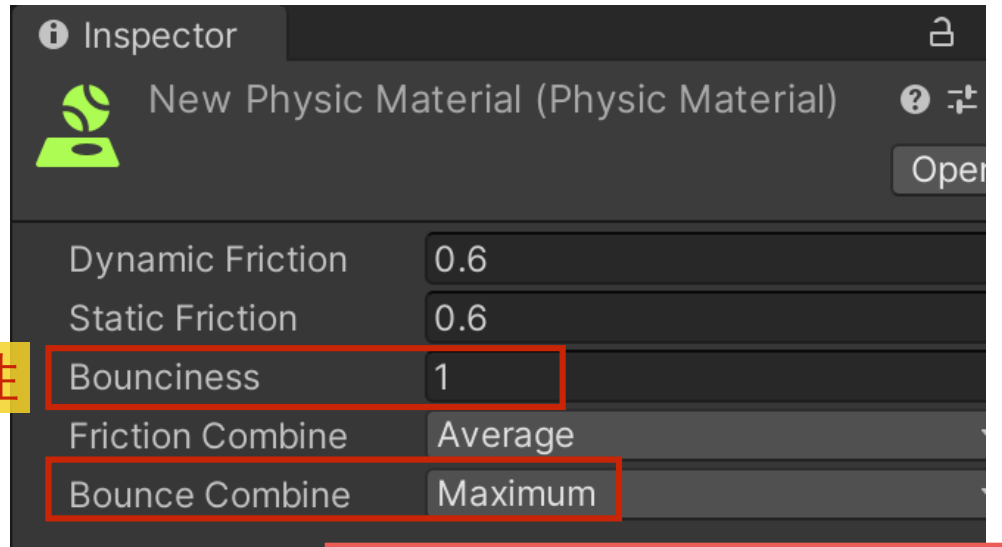 Inspector
New Physic Material (Physic Material)
Dynamic Friction 0.6
Static Friction 0.6
Bounciness 1
Friction Combine Average
Bounce Combine Maximum